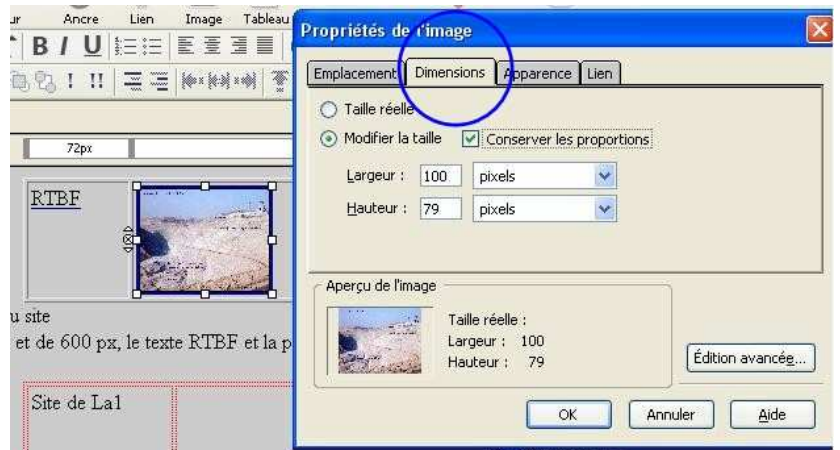 ur Ancre Lien Image Tableau
B I U
! !!
72px
RTBF
u site
et de 600 px, le texte RTBF et la p
Site de La1
Propriétés de l'image
Emplacement Dimensions Apparence Lien
Taille réelle
Modifier la taille Conserver les proportions
Largeur : 100 pixels
Hauteur : 79 pixels
Aperçu de l'image
Taille réelle :
Largeur : 100
Hauteur : 79
Édition avancée...
OK Annuler Aide